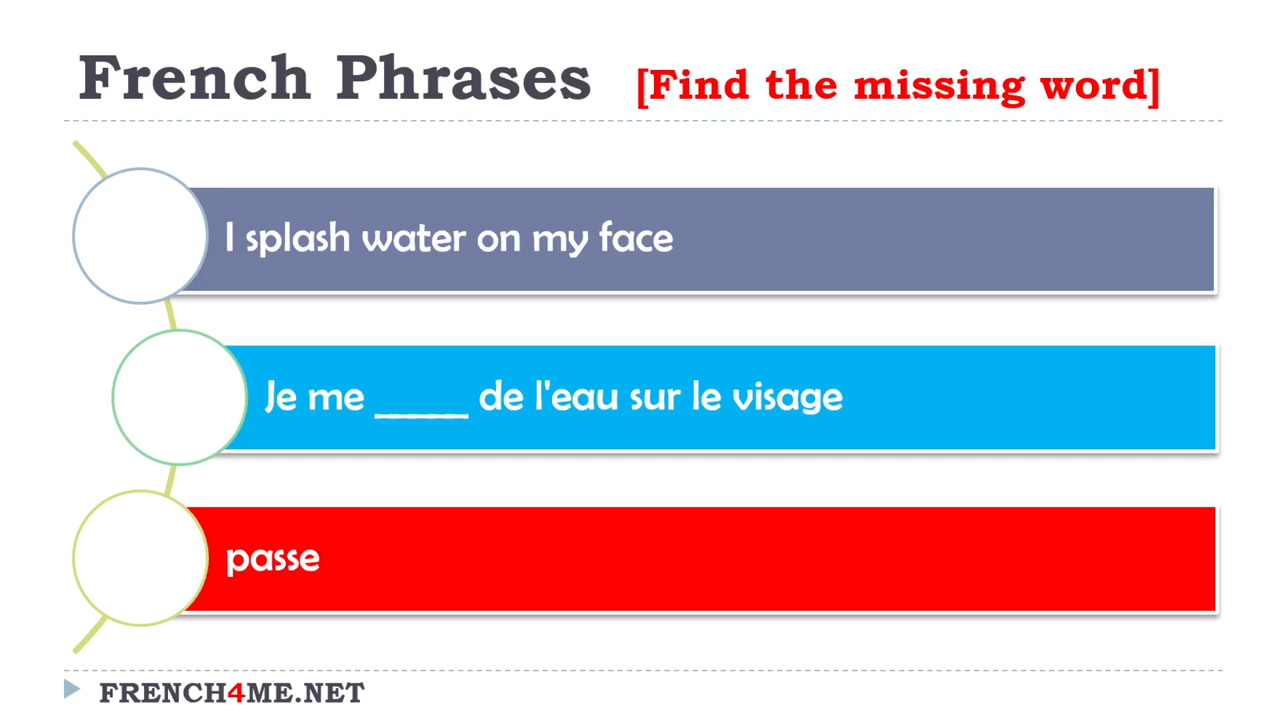 French Phrases [Find the missing word]
I splash water on my face
Je me _____ de l'eau sur le visage
passe
FRENCH4ME.NET